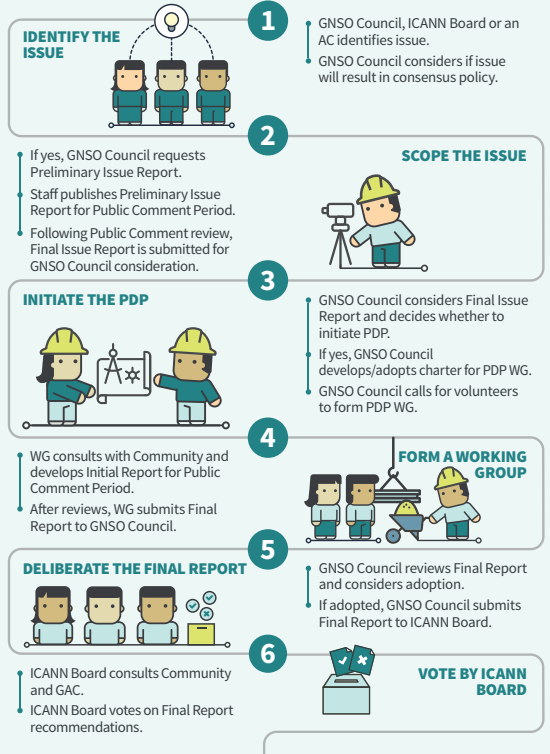 1
IDENTIFY THE
ISSUE
GNSO Council, ICANN Board or an
AC identifies issue.
GNSO Council considers if issue
will result in consensus policy.
2
SCOPE THE ISSUE
If yes, GNSO Council requests
Preliminary Issue Report.
Staff publishes Preliminary Issue
Report for Public Comment Period.
Following Public Comment review,
Final Issue Report is submitted for
GNSO Council consideration.
3
INITIATE THE PDP
GNSO Council considers Final Issue
Report and decides whether to
initiate PDP.
If yes, GNSO Council
develops/adopts charter for PDP WG.
GNSO Council calls for volunteers
to form PDP WG.
4
FORM A WORKING
GROUP
WG consults with Community and
develops Initial Report for Public
Comment Period.
After reviews, WG submits Final
Report to GNSO Council.
5
DELIBERATE THE FINAL REPORT
GNSO Council reviews Final Report
and considers adoption.
If adopted, GNSO Council submits
Final Report to ICANN Board.
6
VOTE BY ICANN
BOARD
ICANN Board consults Community
and GAC.
ICANN Board votes on Final Report
recommendations.